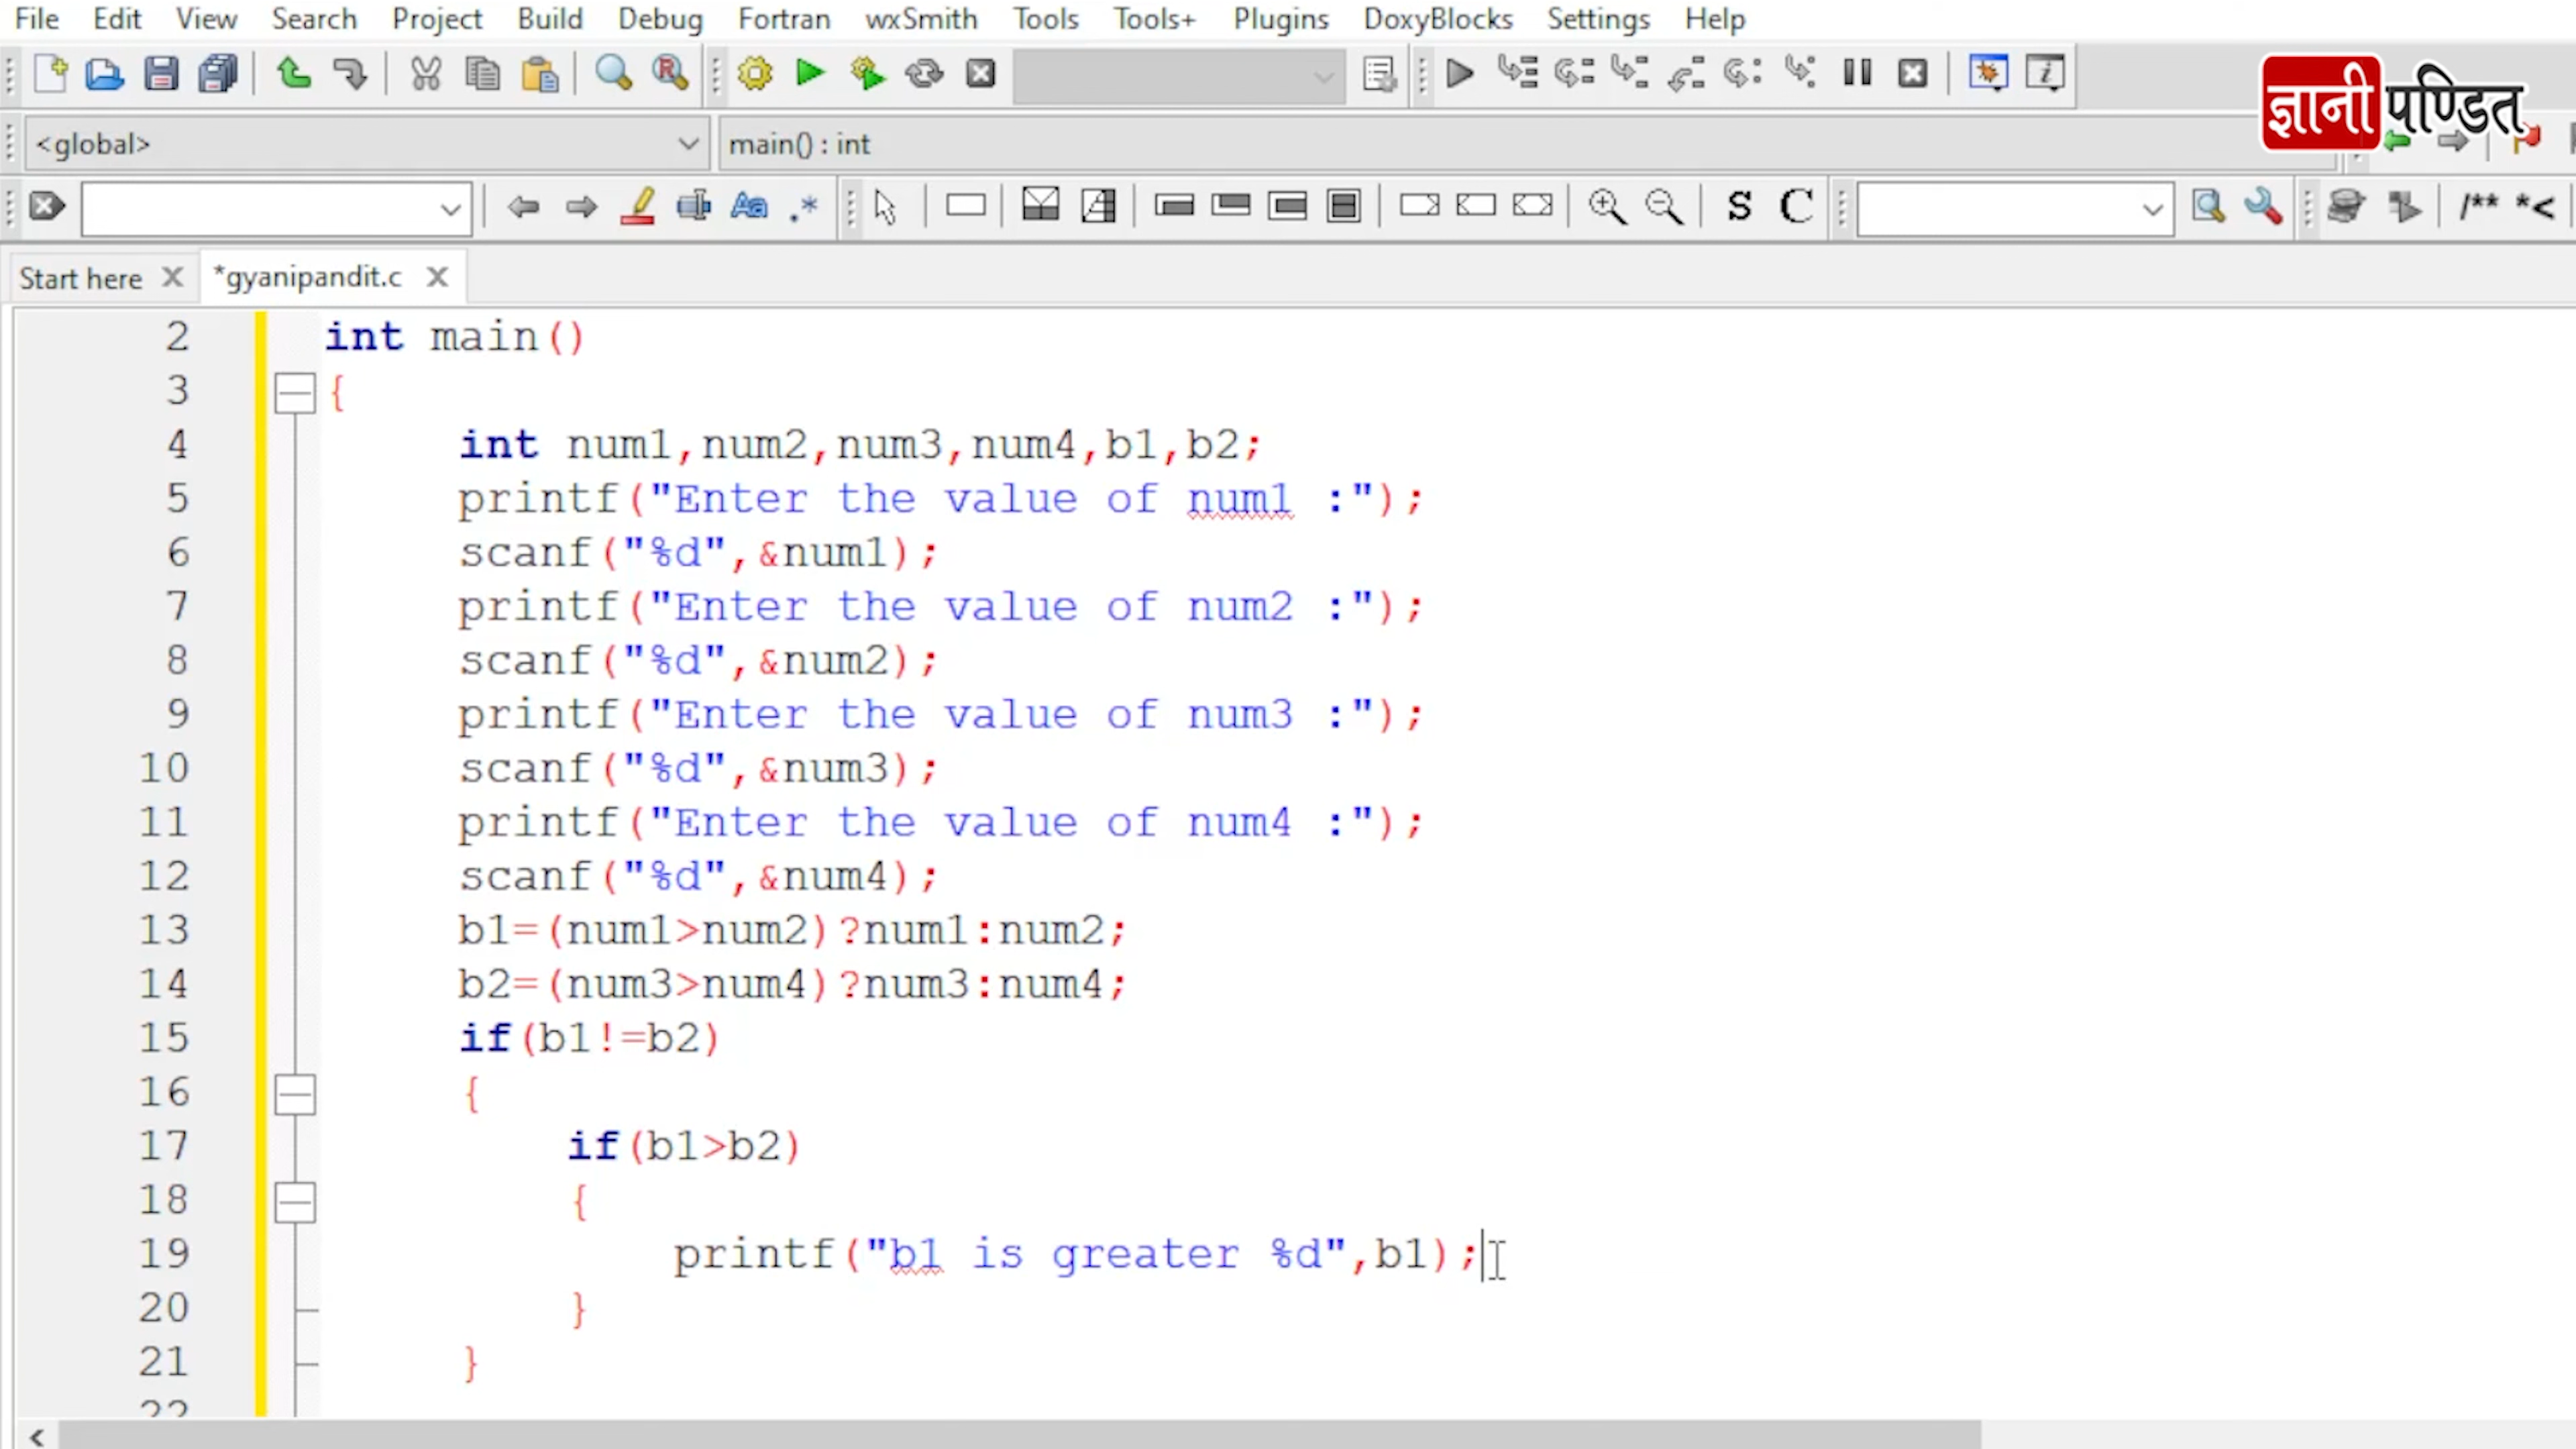 File Edit View Search Project Build Debug Fortran wxSmith Tools Tools+ Plugins DoxyBlocks Settings Help
ज्ञानी पण्डित
<global> main() : int
S C /** *<
Start here *gyanipandit.c
2 int main()
3 {
4 int num1,num2,num3,num4,b1,b2;
5 printf("Enter the value of num1 :");
6 scanf("%d",&num1);
7 printf("Enter the value of num2 :");
8 scanf("%d",&num2);
9 printf("Enter the value of num3 :");
10 scanf("%d",&num3);
11 printf("Enter the value of num4 :");
12 scanf("%d",&num4);
13 b1=(num1>num2)?num1:num2;
14 b2=(num3>num4)?num3:num4;
15 if(b1!=b2)
16 {
17 if(b1>b2)
18 {
19 printf("b1 is greater %d",b1);
20 }
21 }
22